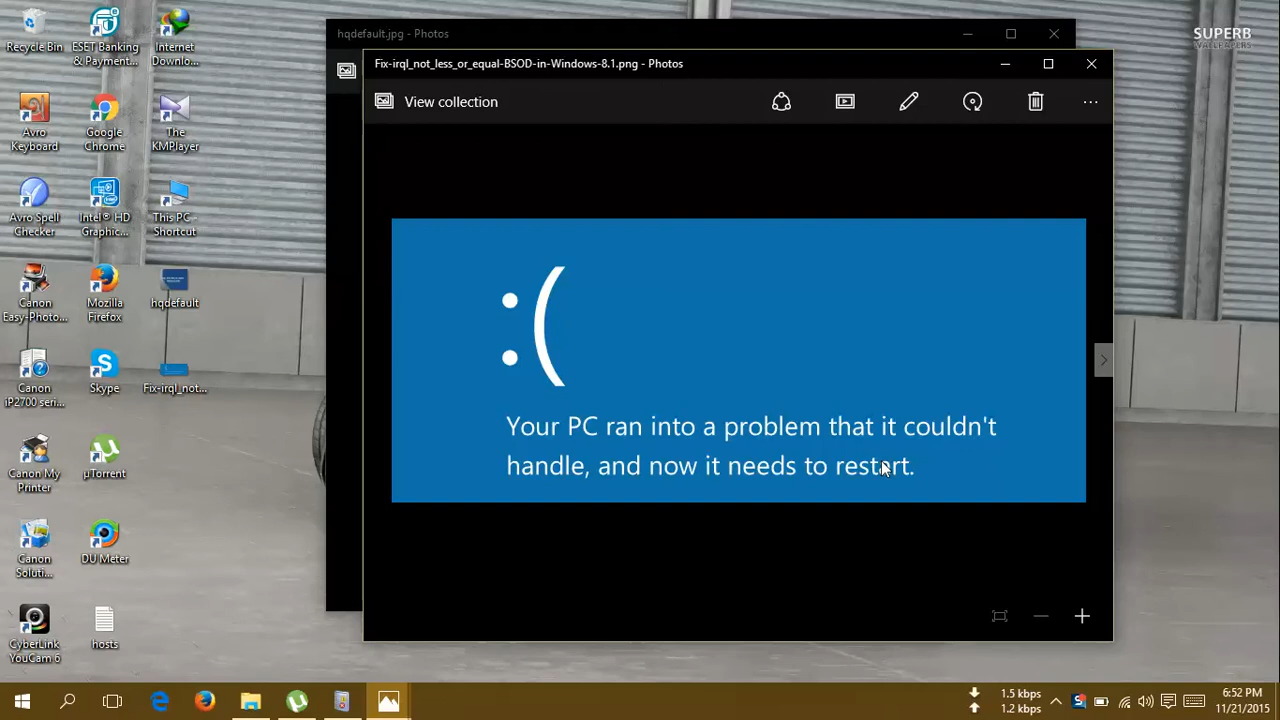 Recycle Bin
ESET Banking
& Payment...
Internet
Downlo...
Avro
Keyboard
Google
Chrome
The
KMPlayer
Avro Spell
Checker
Intel® HD
Graphic...
This PC -
Shortcut
Canon
Easy-Photo...
Mozilla
Firefox
hqdefault
Canon
iP2700 seri...
Skype
Fix-irql_not...
Canon My
Printer
µTorrent
Canon
Soluti...
DU Meter
CyberLink
YouCam 6
hosts
hqdefault.jpg - Photos
Fix-irql_not_less_or_equal-BSOD-in-Windows-8.1.png - Photos
View collection
:(
Your PC ran into a problem that it couldn't
handle, and now it needs to restart.
SUPERB
WALLPAPERS
1.5 kbps
1.2 kbps
6:52 PM
11/21/2015